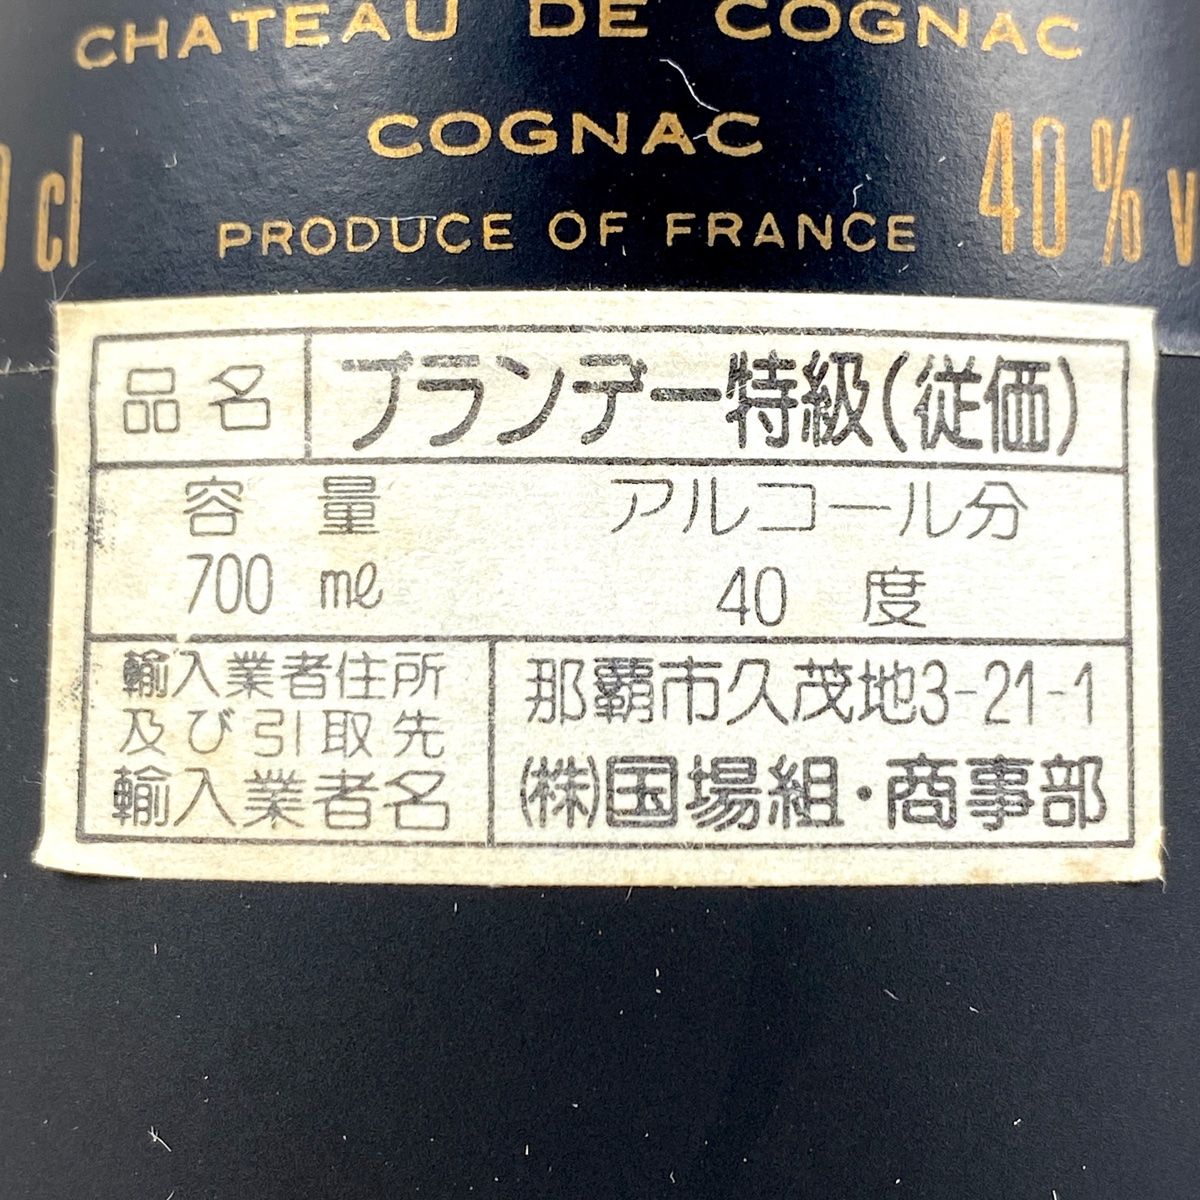 CHATEAU DE COGNAC
COGNAC
cl
40%
PRODUCE OF FRANCE
品名 ブランデー特級(従価)
容量 アルコール分
700 ml 40 度
輸入業者住所 那覇市久茂地3-21-1
及び引取先
輸入業者名 (株)国場組・商事部